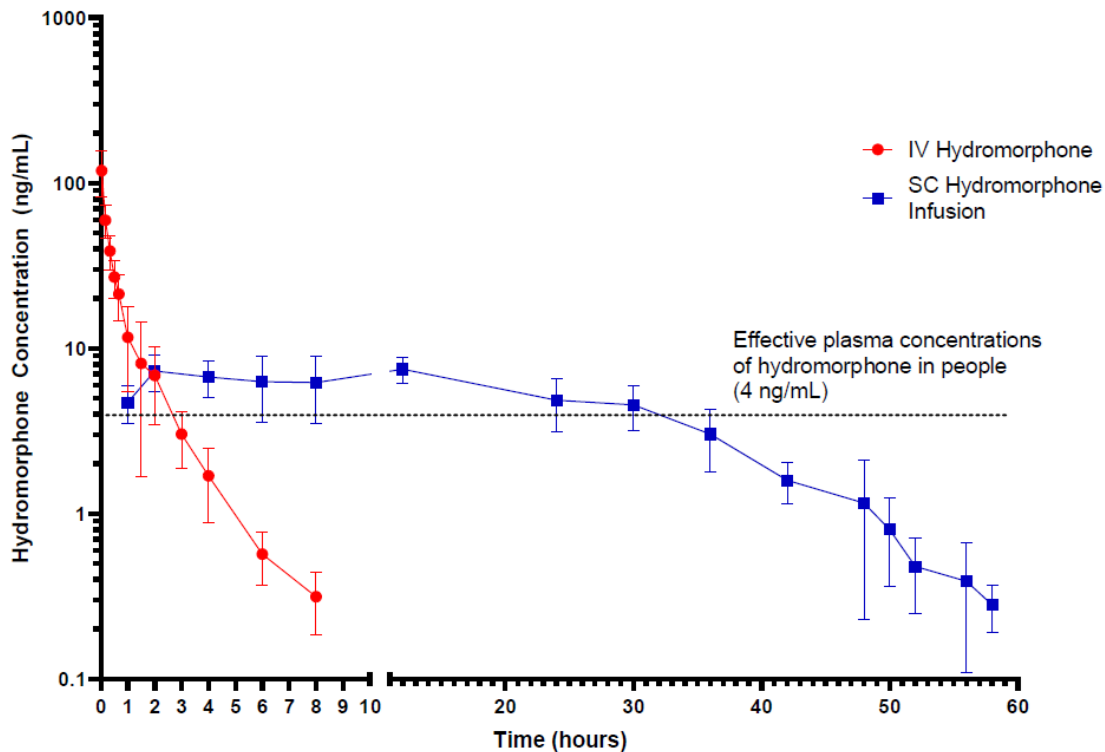 1000
100
10
1
0.1
Hydromorphone Concentration (ng/mL)
IV Hydromorphone
SC Hydromorphone
Infusion
Effective plasma concentrations
of hydromorphone in people
(4 ng/mL)
0 1 2 3 4 5 6 7 8 9 10 20 30 40 50 60
Time (hours)